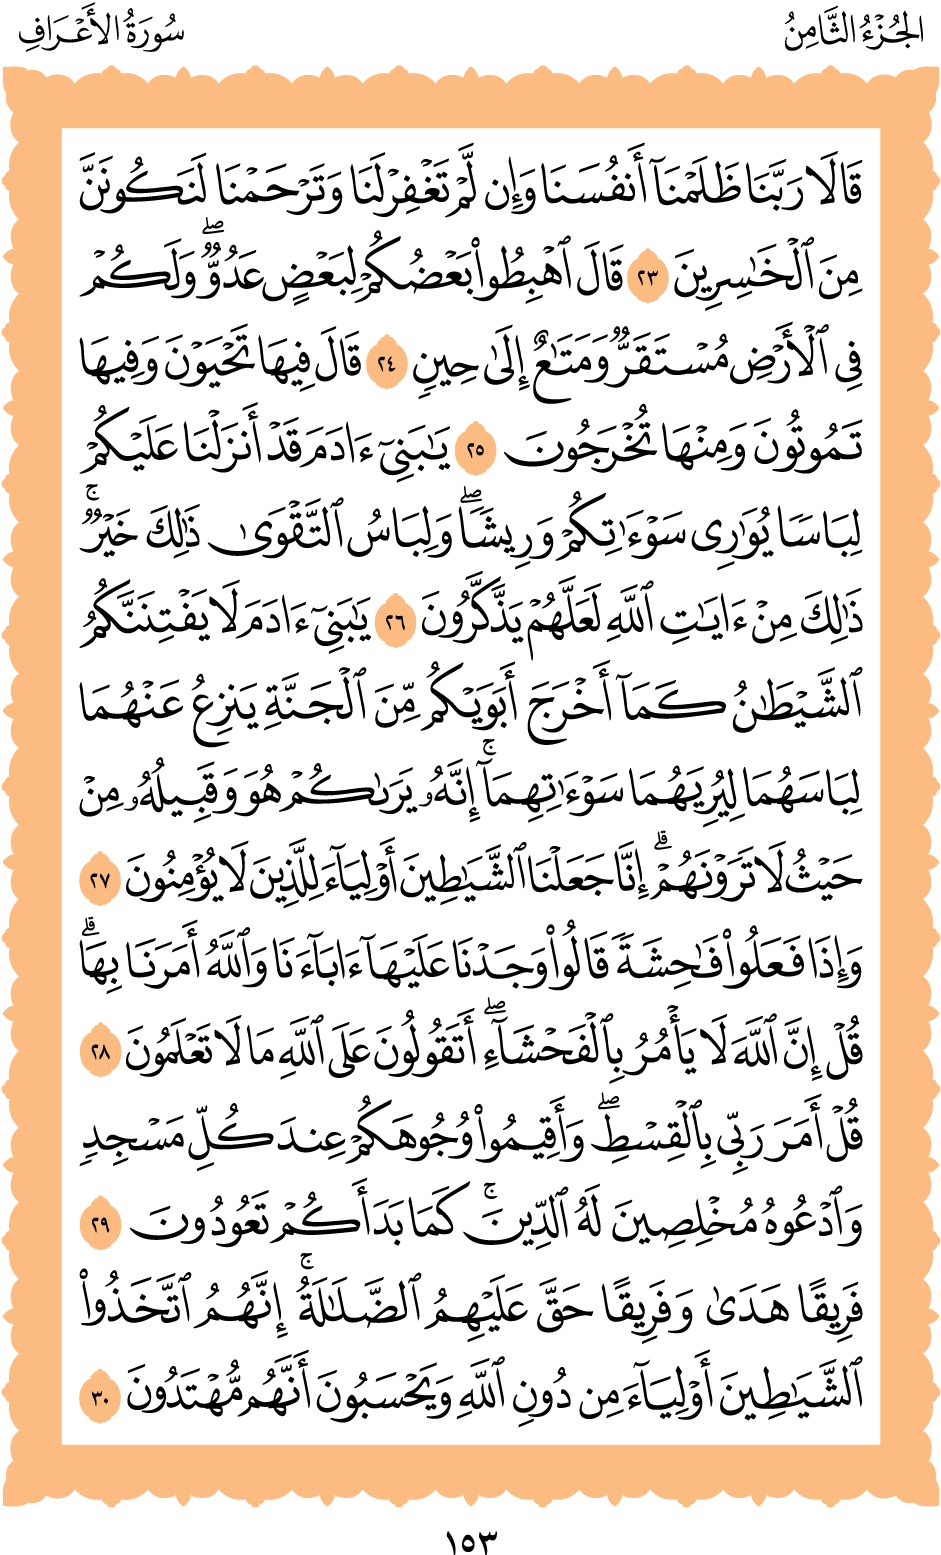 الجُزْءُ الثَّامِنُ
سُورَةُ الأَعْرَافِ
قَالَا رَبَّنَا ظَلَمْنَآ أَنفُسَنَا وَإِن لَّمْ تَغْفِرْ لَنَا وَتَرْحَمْنَا لَنَكُونَنَّ
مِنَ ٱلْخَٰسِرِينَ ٢٣ قَالَ ٱهْبِطُوا۟ بَعْضُكُمْ لِبَعْضٍ عَدُوٌّ ۖ وَلَكُمْ
فِى ٱلْأَرْضِ مُسْتَقَرٌّ وَمَتَٰعٌ إِلَىٰ حِينٍ ٢٤ قَالَ فِيهَا تَحْيَوْنَ وَفِيهَا
تَمُوتُونَ وَمِنْهَا تُخْرَجُونَ ٢٥ يَٰبَنِىٓ ءَادَمَ قَدْ أَنزَلْنَا عَلَيْكُمْ
لِبَاسًا يُوَٰرِى سَوْءَٰتِكُمْ وَرِيشًا ۖ وَلِبَاسُ ٱلتَّقْوَىٰ ذَٰلِكَ خَيْرٌ ۚ
ذَٰلِكَ مِنْ ءَايَٰتِ ٱللَّهِ لَعَلَّهُمْ يَذَّكَّرُونَ ٢٦ يَٰبَنِىٓ ءَادَمَ لَا يَفْتِنَنَّكُمُ
ٱلشَّيْطَٰنُ كَمَآ أَخْرَجَ أَبَوَيْكُم مِّنَ ٱلْجَنَّةِ يَنزِعُ عَنْهُمَا
لِبَاسَهُمَا لِيُرِيَهُمَا سَوْءَٰتِهِمَآ ۚ إِنَّهُۥ يَرَىٰكُمْ هُوَ وَقَبِيلُهُۥ مِنْ
حَيْثُ لَا تَرَوْنَهُمْ ۗ إِنَّا جَعَلْنَا ٱلشَّيَٰطِينَ أَوْلِيَآءَ لِلَّذِينَ لَا يُؤْمِنُونَ ٢٧
وَإِذَا فَعَلُوا۟ فَٰحِشَةً قَالُوا۟ وَجَدْنَا عَلَيْهَآ ءَابَآءَنَا وَٱللَّهُ أَمَرَنَا بِهَا ۗ
قُلْ إِنَّ ٱللَّهَ لَا يَأْمُرُ بِٱلْفَحْشَآءِ ۖ أَتَقُولُونَ عَلَى ٱللَّهِ مَا لَا تَعْلَمُونَ ٢٨
قُلْ أَمَرَ رَبِّى بِٱلْقِسْطِ ۖ وَأَقِيمُوا۟ وُجُوهَكُمْ عِندَ كُلِّ مَسْجِدٍ
وَٱدْعُوهُ مُخْلِصِينَ لَهُ ٱلدِّينَ ۚ كَمَا بَدَأَكُمْ تَعُودُونَ ٢٩
فَرِيقًا هَدَىٰ وَفَرِيقًا حَقَّ عَلَيْهِمُ ٱلضَّلَٰلَةُ ۚ إِنَّهُمُ ٱتَّخَذُوا۟
ٱلشَّيَٰطِينَ أَوْلِيَآءَ مِن دُونِ ٱللَّهِ وَيَحْسَبُونَ أَنَّهُم مُّهْتَدُونَ ٣٠
١٥٣